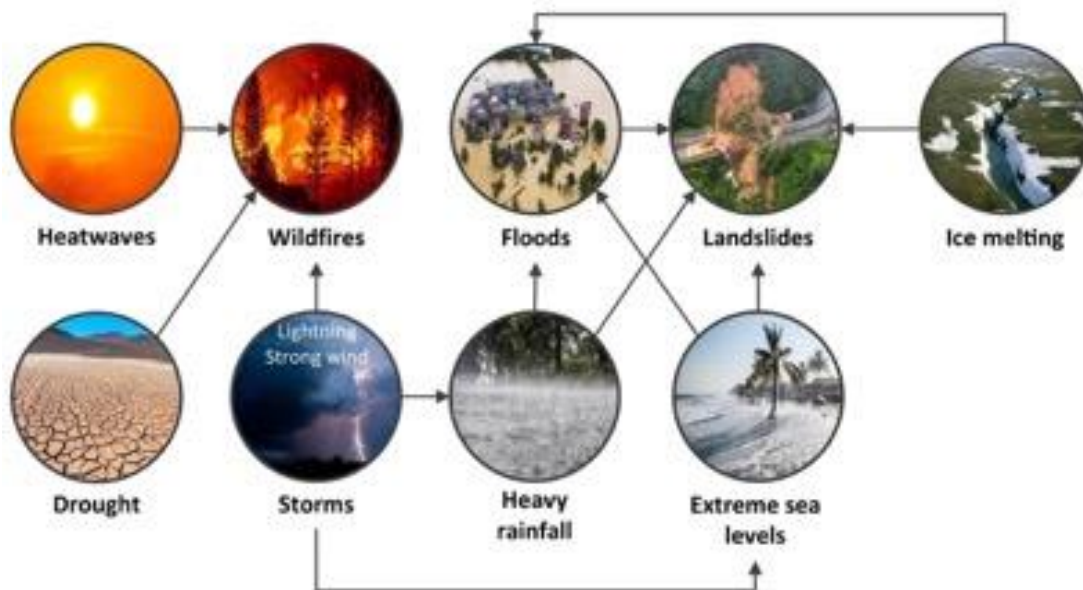 Heatwaves
Wildfires
Floods
Landslides
Ice melting
Lightning
Strong wind
Drought
Storms
Heavy
rainfall
Extreme sea
levels